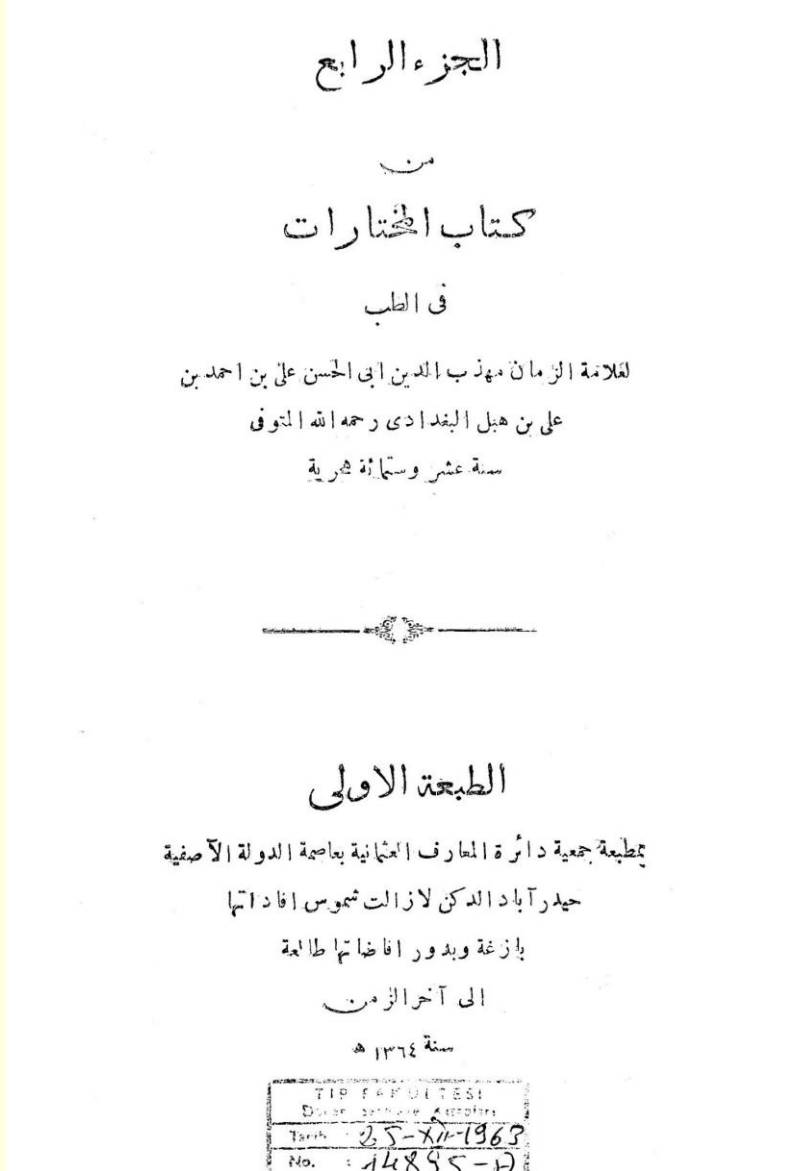 الجزء الرابع
من
كتاب المختارات
فى الطب
لعلامة الزمان مهذب الدين ابى الحسن على بن احمد بن
على بن هبل البغدادى رحمه الله المتوفى
سنة عشر وستمائة هجرية
الطبعة الاولى
بمطبعة جمعية دائرة المعارف العثمانية بعاصمة الدولة الآصفية
حيدرآباد الدكن لازالت شموس افاداتها
بازغة وبدور افاضاتها طالعة
الى آخر الزمن
سنة ١٣٦٤ ه
TIP FAKÜLTESİ
Tarih : 25-XII-1963
No. : 14895-D